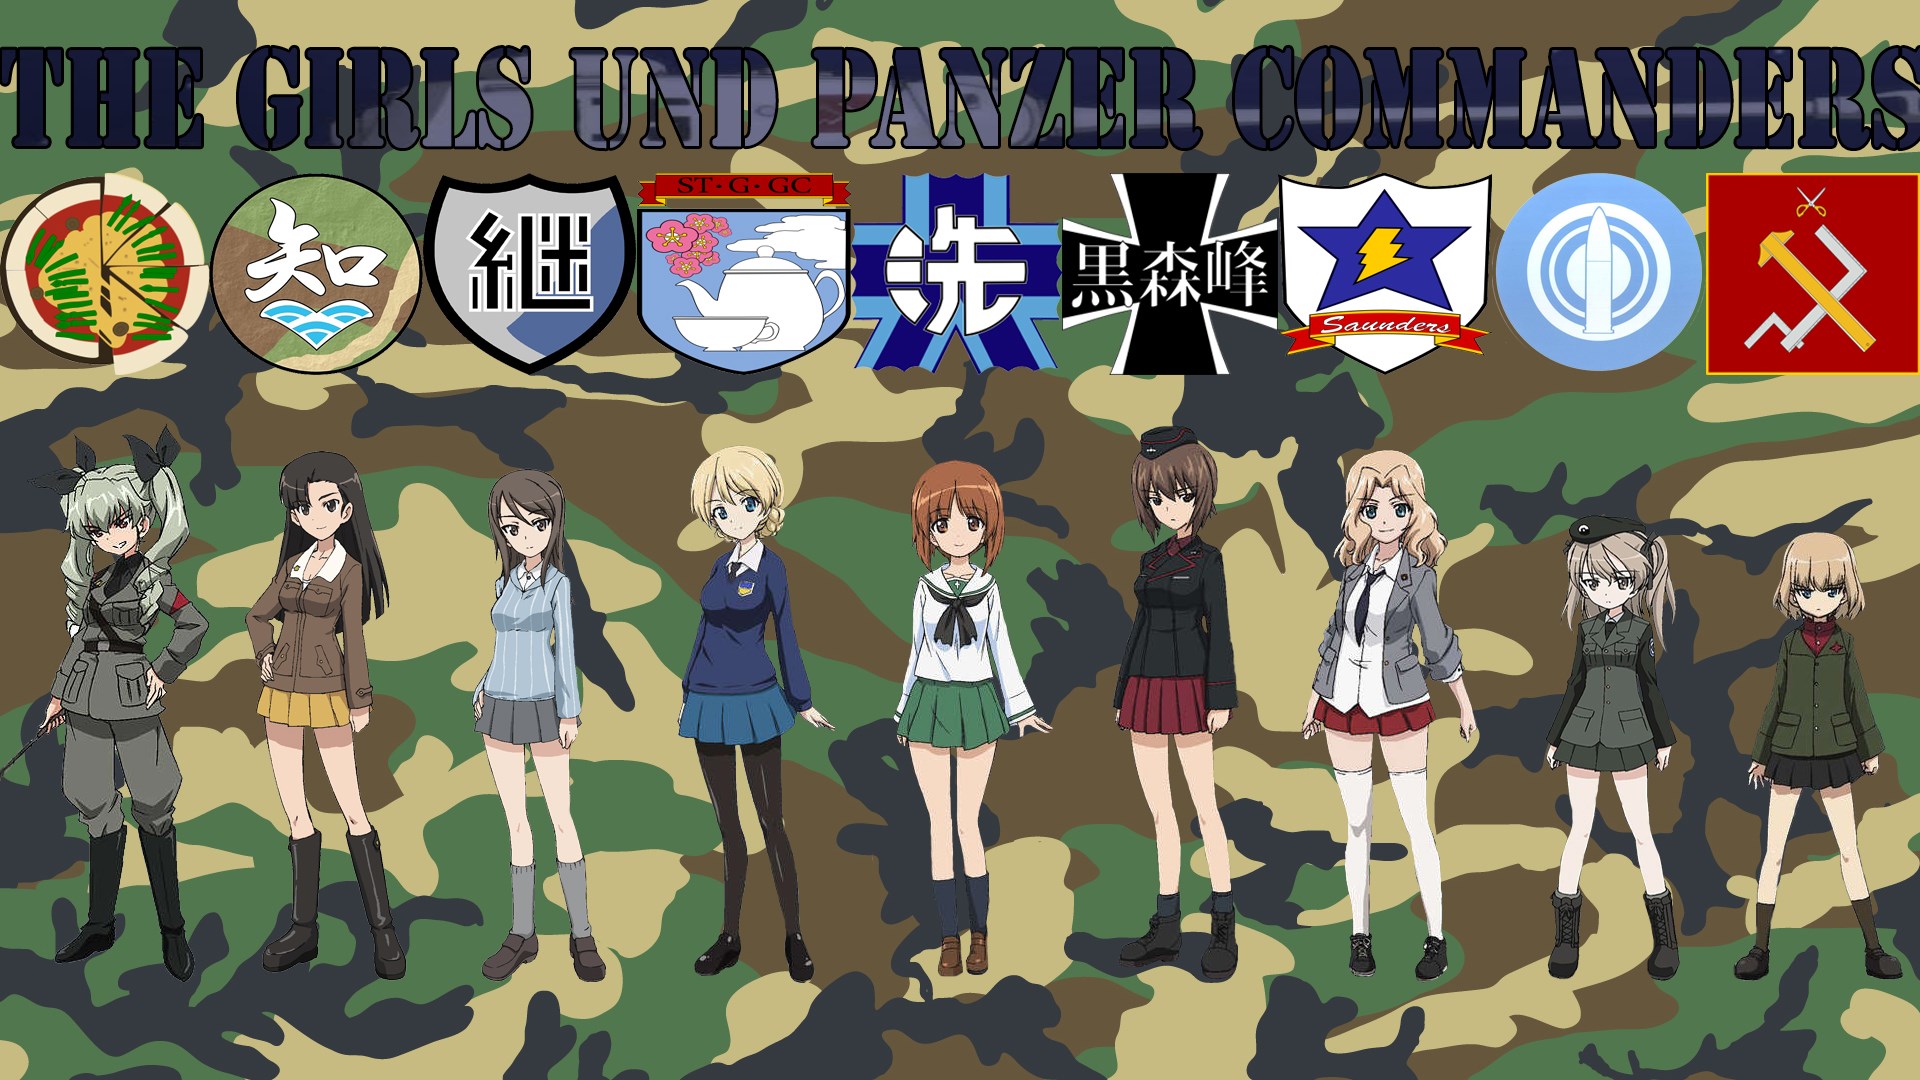 THE GIRLS UND PANZER COMMANDERS
知
継
ST·G·GC
洗
黒森峰
Saunders